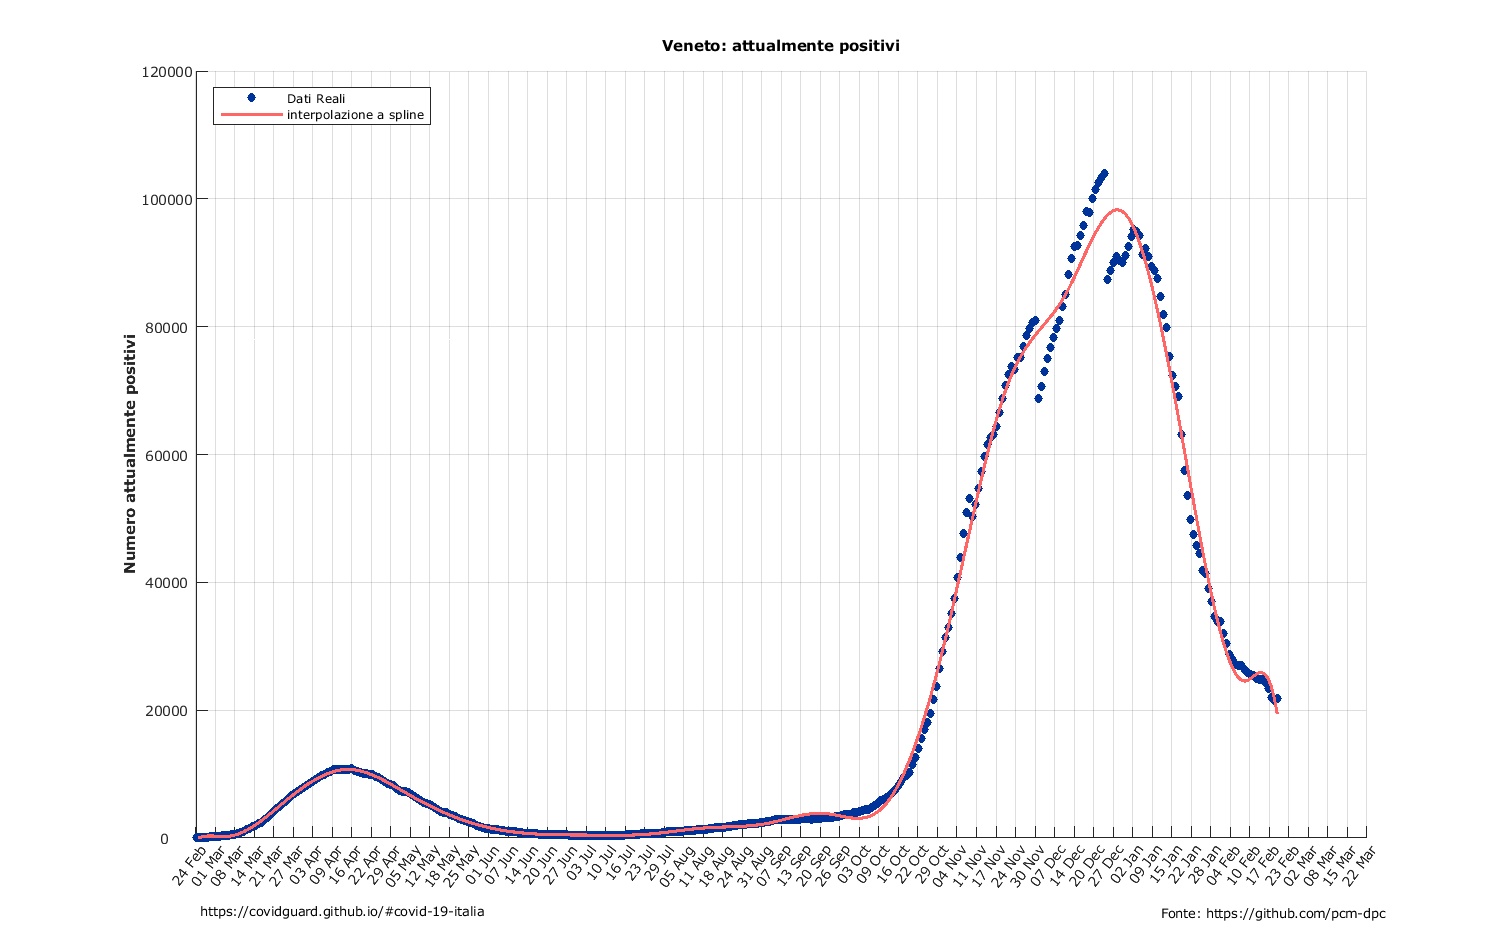 Veneto: attualmente positivi
Dati Reali
interpolazione a spline
Numero attualmente positivi
120000
100000
80000
60000
40000
20000
0
24 Feb
01 Mar
08 Mar
14 Mar
21 Mar
27 Mar
03 Apr
09 Apr
16 Apr
22 Apr
29 Apr
05 May
12 May
18 May
25 May
01 Jun
07 Jun
14 Jun
20 Jun
27 Jun
03 Jul
10 Jul
16 Jul
23 Jul
29 Jul
05 Aug
11 Aug
18 Aug
24 Aug
31 Aug
07 Sep
13 Sep
20 Sep
26 Sep
03 Oct
09 Oct
16 Oct
22 Oct
29 Oct
04 Nov
11 Nov
17 Nov
24 Nov
30 Dec
07 Dec
14 Dec
20 Dec
27 Dec
02 Jan
09 Jan
15 Jan
22 Jan
28 Jan
04 Feb
10 Feb
17 Feb
23 Feb
02 Mar
08 Mar
15 Mar
22 Mar
https://covidguard.github.io/#covid-19-italia
Fonte: https://github.com/pcm-dpc